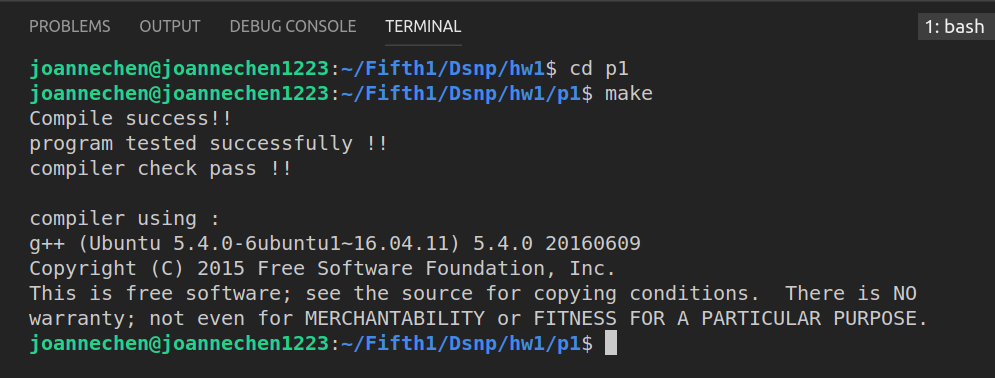 PROBLEMS OUTPUT DEBUG CONSOLE TERMINAL 1: bash
joannechen@joannechen1223:~/Fifth1/Dsnp/hw1$ cd p1
joannechen@joannechen1223:~/Fifth1/Dsnp/hw1/p1$ make
Compile success!!
program tested successfully !!
compiler check pass !!
compiler using :
g++ (Ubuntu 5.4.0-6ubuntu1~16.04.11) 5.4.0 20160609
Copyright (C) 2015 Free Software Foundation, Inc.
This is free software; see the source for copying conditions.  There is NO
warranty; not even for MERCHANTABILITY or FITNESS FOR A PARTICULAR PURPOSE.
joannechen@joannechen1223:~/Fifth1/Dsnp/hw1/p1$